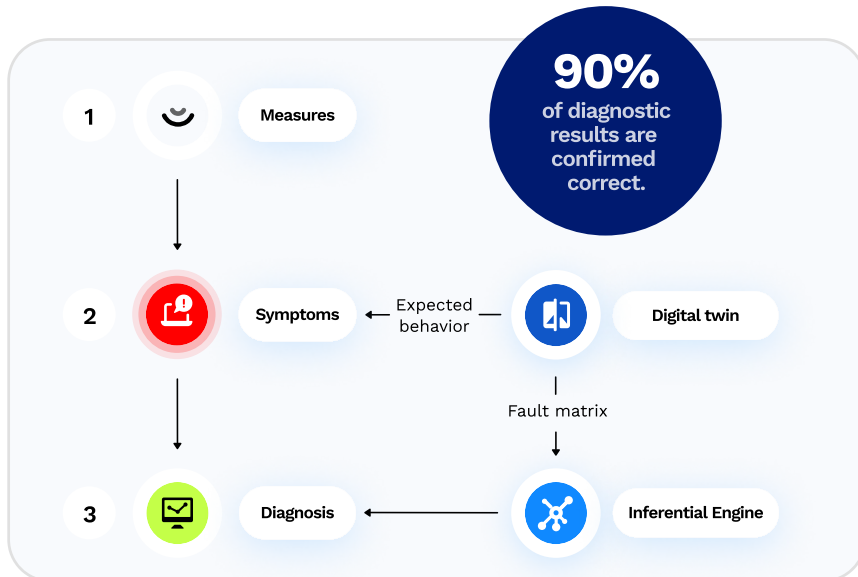 90%
of diagnostic
results are
confirmed
correct.
1
Measures
2
Symptoms
Expected
behavior
Digital twin
Fault matrix
3
Diagnosis
Inferential Engine